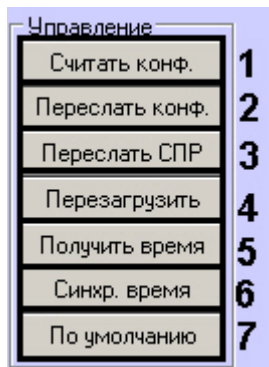 Управление
Считать конф. 1
Переслать конф. 2
Переслать СПР 3
Перезагрузить 4
Получить время 5
Синхр. время 6
По умолчанию 7